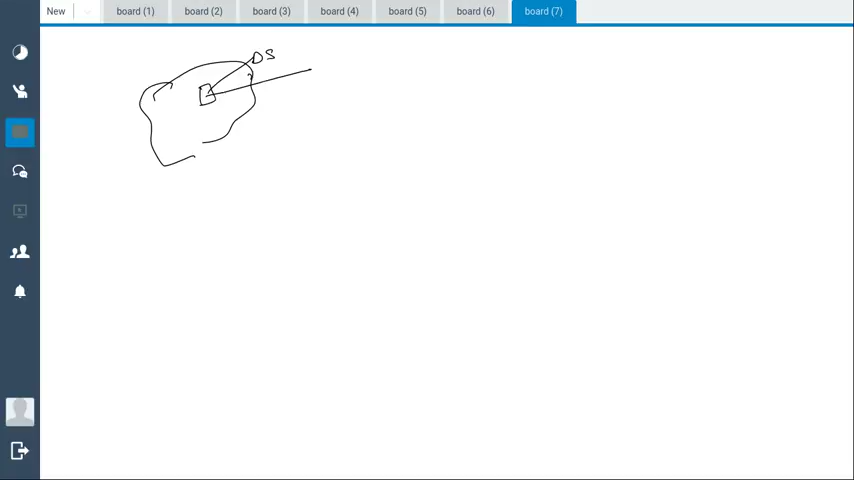 New
board (1)
board (2)
board (3)
board (4)
board (5)
board (6)
board (7)
DS